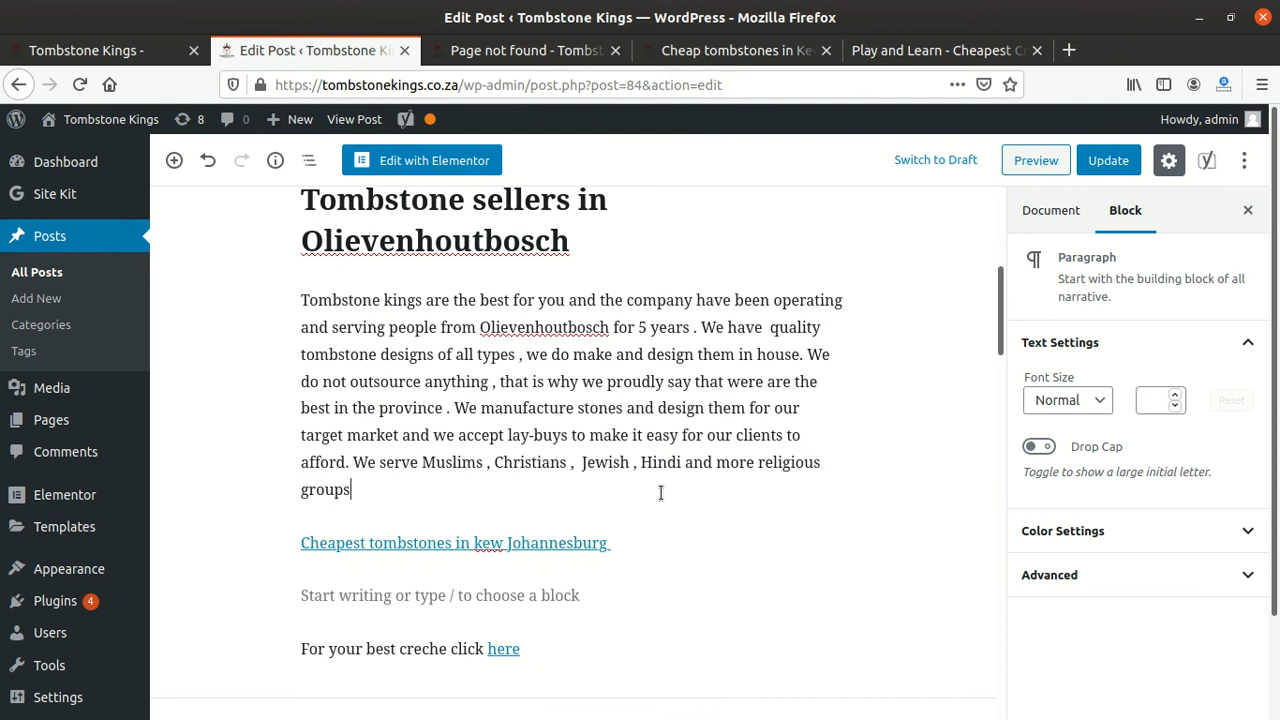 Edit Post ‹ Tombstone Kings — WordPress - Mozilla Firefox
Tombstone Kings -
Edit Post ‹ Tombstone Ki
Page not found - Tombst
Cheap tombstones in Ke
Play and Learn - Cheapest C
https://tombstonekings.co.za/wp-admin/post.php?post=84&action=edit
Tombstone Kings
8
0
New
View Post
Howdy, admin
Dashboard
Site Kit
Posts
All Posts
Add New
Categories
Tags
Media
Pages
Comments
Elementor
Templates
Appearance
Plugins 4
Users
Tools
Settings
Edit with Elementor
Switch to Draft
Preview
Update
Tombstone sellers in
Olievenhoutbosch
Tombstone kings are the best for you and the company have been operating
and serving people from Olievenhoutbosch for 5 years . We have  quality
tombstone designs of all types , we do make and design them in house. We
do not outsource anything , that is why we proudly say that were are the
best in the province . We manufacture stones and design them for our
target market and we accept lay-buys to make it easy for our clients to
afford. We serve Muslims , Christians ,  Jewish , Hindi and more religious
groups
Cheapest tombstones in kew Johannesburg
Start writing or type / to choose a block
For your best creche click here
Document
Block
Paragraph
Start with the building block of all
narrative.
Text Settings
Font Size
Normal
Reset
Drop Cap
Toggle to show a large initial letter.
Color Settings
Advanced